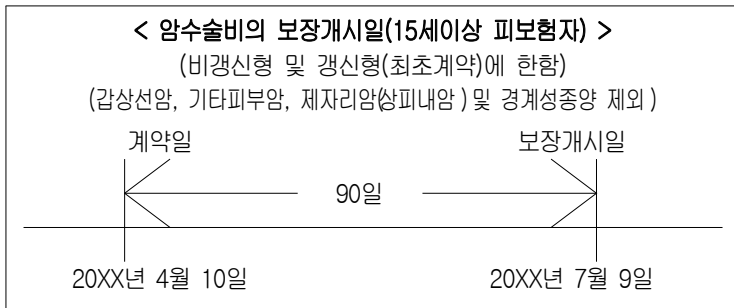 < 암수술비의 보장개시일(15세이상 피보험자) >
(비갱신형 및 갱신형(최초계약)에 한함)
(갑상선암, 기타피부암, 제자리암(상피내암) 및 경계성종양 제외)
계약일 보장개시일
90일
20XX년 4월 10일 20XX년 7월 9일